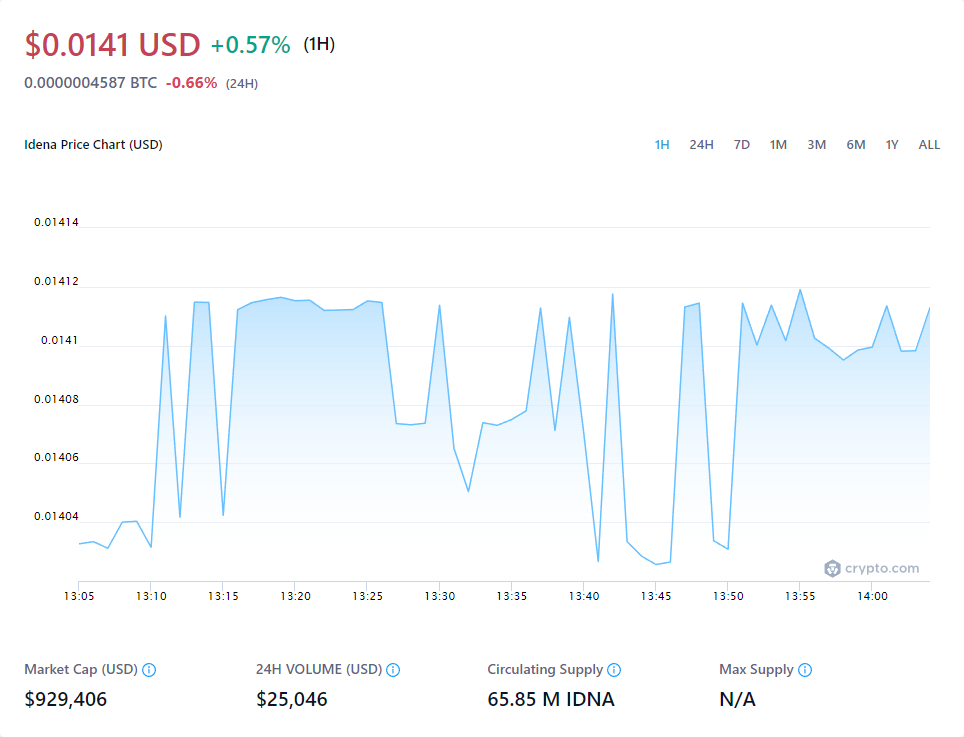 $0.0141 USD +0.57% (1H)
0.0000004587 BTC -0.66% (24H)
Idena Price Chart (USD) 1H 24H 7D 1M 3M 6M 1Y ALL
0.01414
0.01412
0.0141
0.01408
0.01406
0.01404
crypto.com
13:05 13:10 13:15 13:20 13:25 13:30 13:35 13:40 13:45 13:50 13:55 14:00
Market Cap (USD) 24H VOLUME (USD) Circulating Supply Max Supply
$929,406 $25,046 65.85 M IDNA N/A